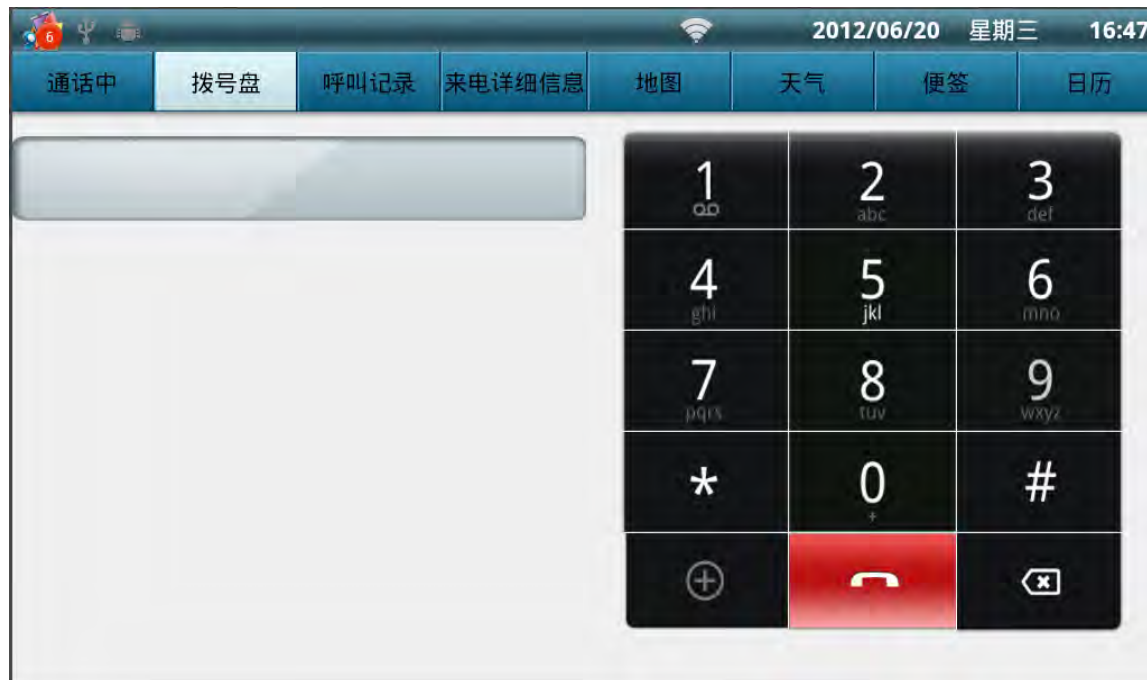 6 2012/06/20 星期三 16:47
通话中 拨号盘 呼叫记录 来电详细信息 地图 天气 便签 日历
1 2 3
abc def
4 5 6
ghi jkl mno
7 8 9
pqrs tuv wxyz
* 0 #
+